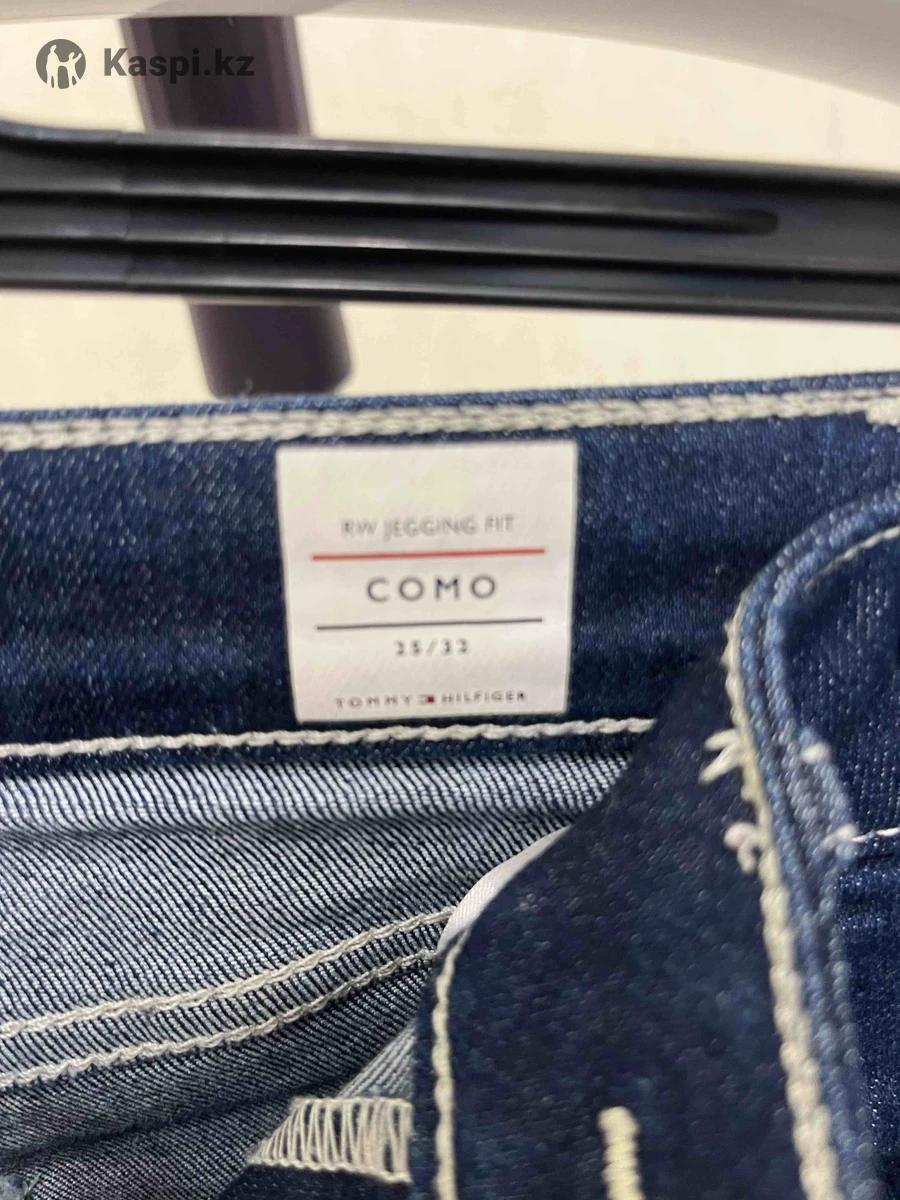 Kaspi.kz
RW JEGGING FIT
COMO
25/32
TOMMY HILFIGER